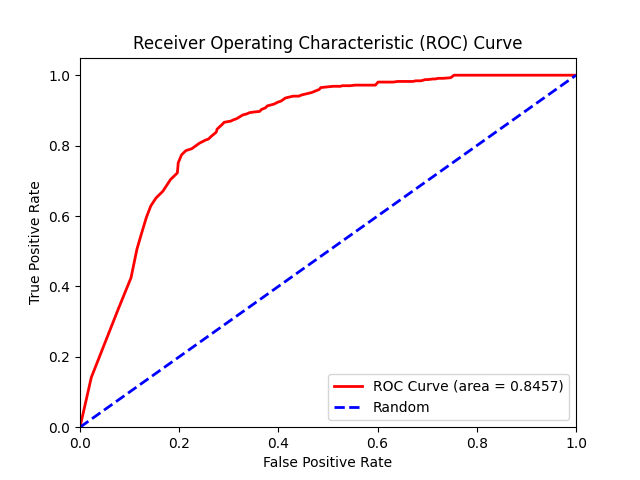 Receiver Operating Characteristic (ROC) Curve
True Positive Rate
1.0
0.8
0.6
0.4
0.2
0.0
0.0 0.2 0.4 0.6 0.8 1.0
False Positive Rate
ROC Curve (area = 0.8457)
Random